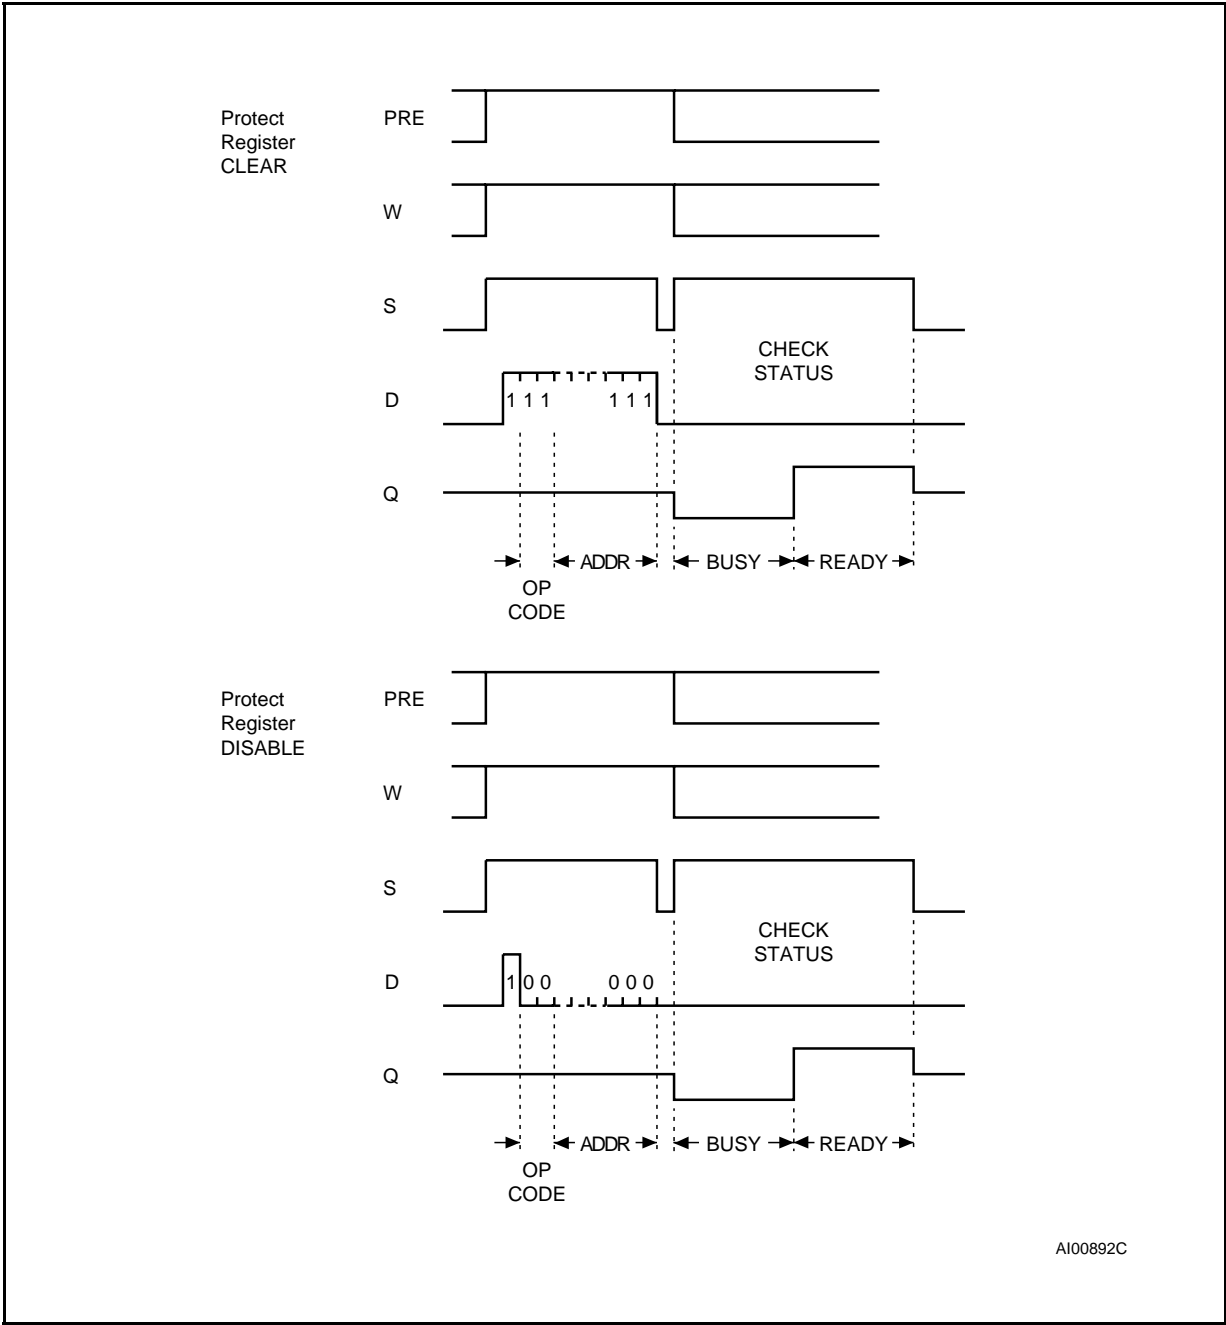 Protect
Register
CLEAR
PRE
W
S
CHECK
STATUS
D
1 1 1 1 1 1
Q
ADDR BUSY READY
OP
CODE
Protect
Register
DISABLE
PRE
W
S
CHECK
STATUS
D
1 0 0 0 0 0
Q
ADDR BUSY READY
OP
CODE
AI00892C